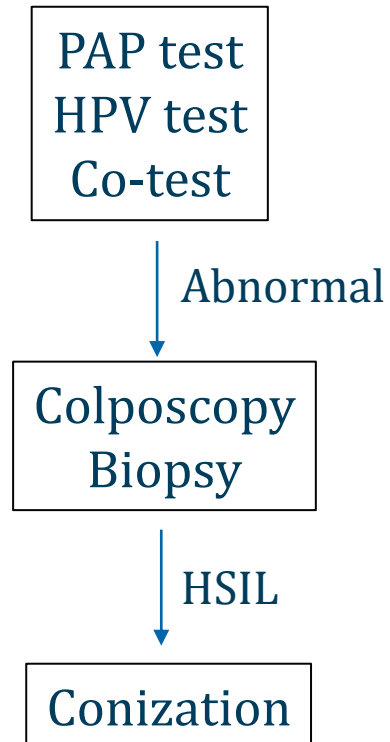 PAP test
HPV test
Co-test
Abnormal
Colposcopy
Biopsy
HSIL
Conization